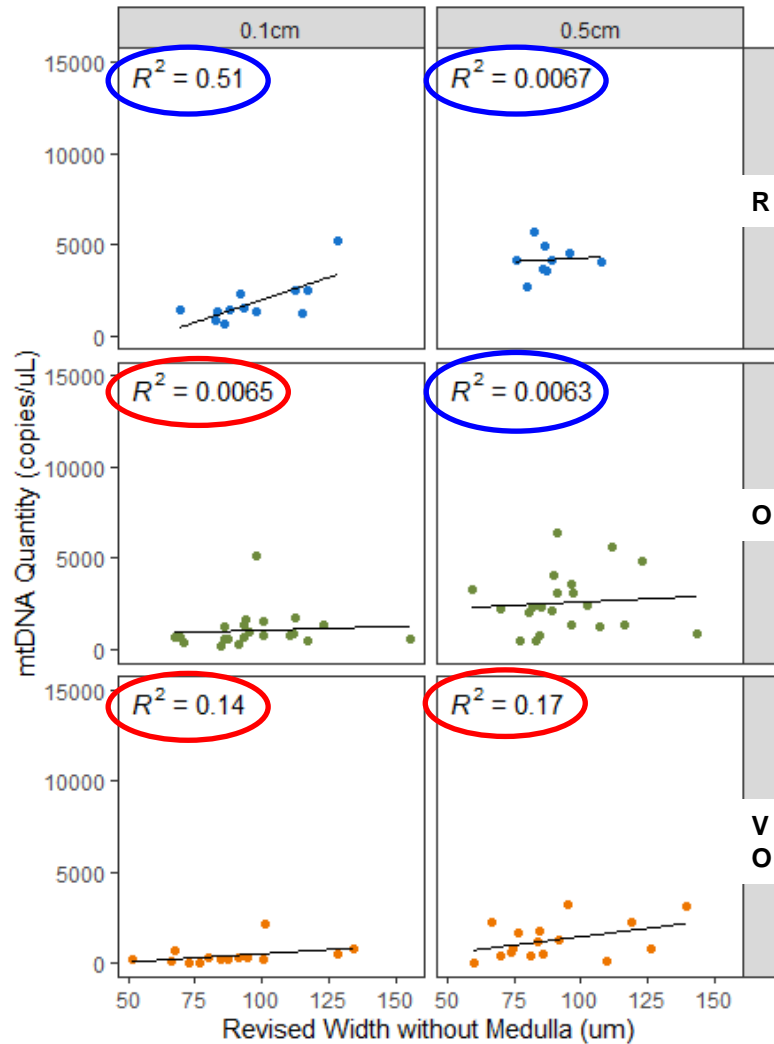 0.1cm
0.5cm
R² = 0.51
R² = 0.0067
15000
10000
5000
0
R
R² = 0.0065
R² = 0.0063
15000
10000
5000
0
O
R² = 0.14
R² = 0.17
15000
10000
5000
0
V
O
mtDNA Quantity (copies/uL)
50 75 100 125 150
50 75 100 125 150
Revised Width without Medulla (um)